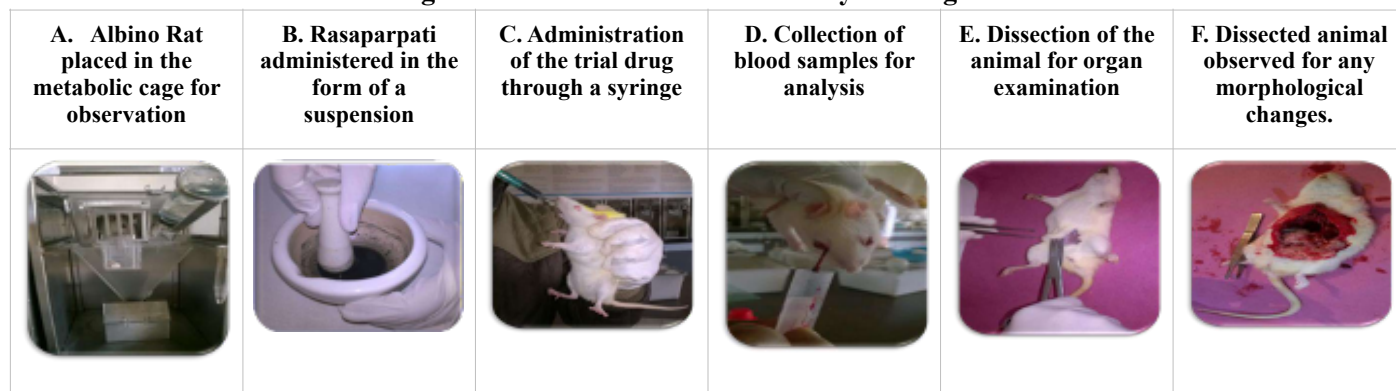 A. Albino Rat
placed in the
metabolic cage for
observation
B. Rasaparpati
administered in the
form of a
suspension
C. Administration
of the trial drug
through a syringe
D. Collection of
blood samples for
analysis
E. Dissection of the
animal for organ
examination
F. Dissected animal
observed for any
morphological
changes.